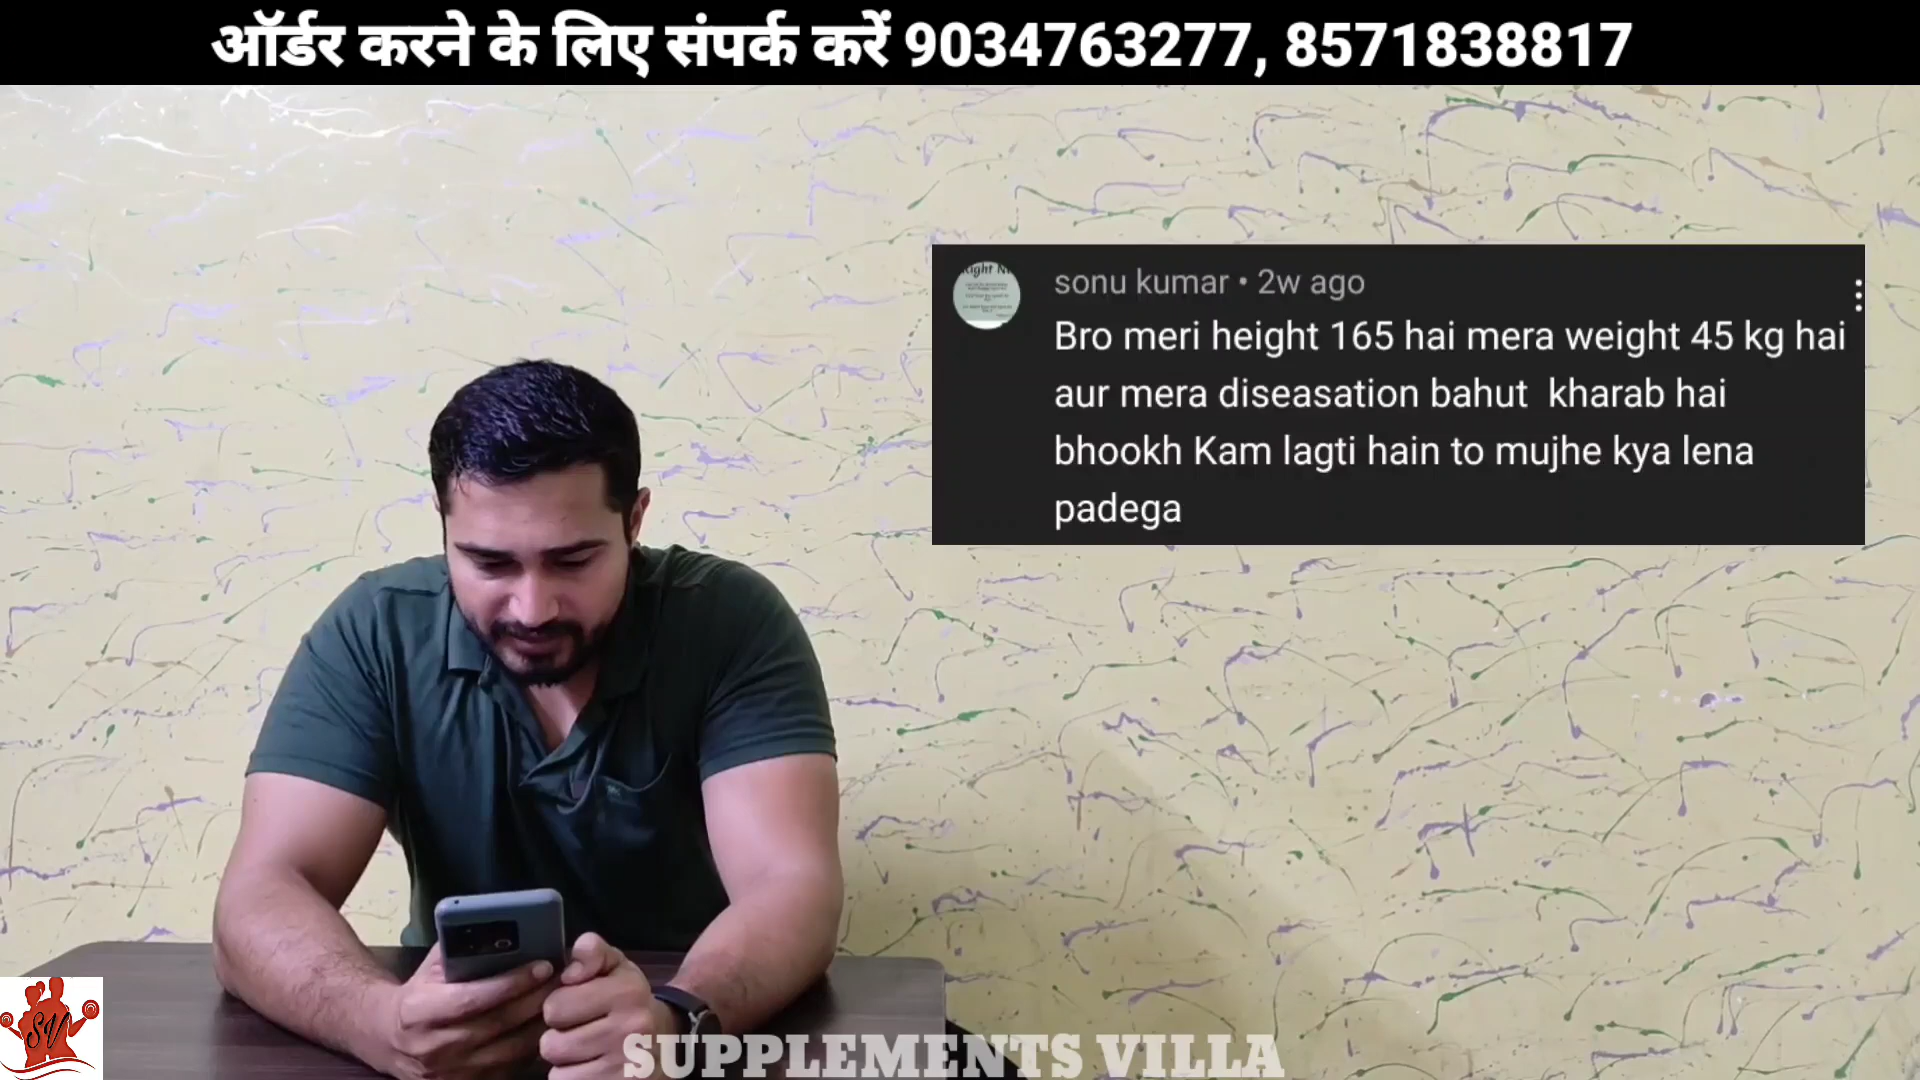 ऑर्डर करने के लिए संपर्क करें 9034763277, 8571838817
sonu kumar • 2w ago
Bro meri height 165 hai mera weight 45 kg hai
aur mera diseasation bahut kharab hai
bhookh Kam lagti hain to mujhe kya lena
padega
SV
SUPPLEMENTS VILLA